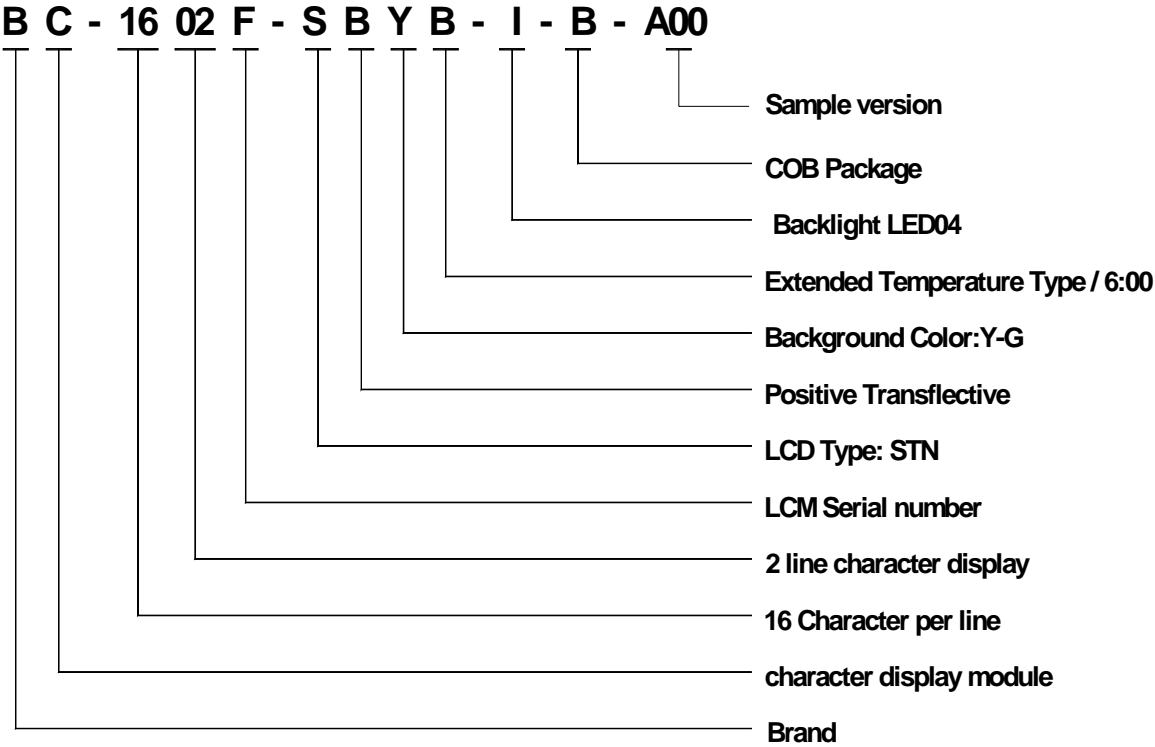 B C - 16 02 F - S B Y B - I - B - A00
Sample version
COB Package
Backlight LED04
Extended Temperature Type / 6:00
Background Color:Y-G
Positive Transflective
LCD Type: STN
LCM Serial number
2 line character display
16 Character per line
character display module
Brand